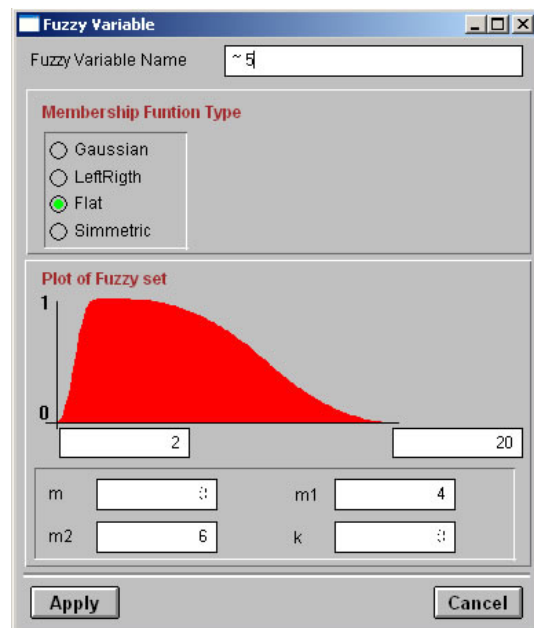 Fuzzy Variable
Fuzzy Variable Name ~ 5
Membership Funtion Type
Gaussian
LeftRigth
Flat
Simmetric
Plot of Fuzzy set
1
0
2 20
m m1 4
m2 6 k
Apply Cancel